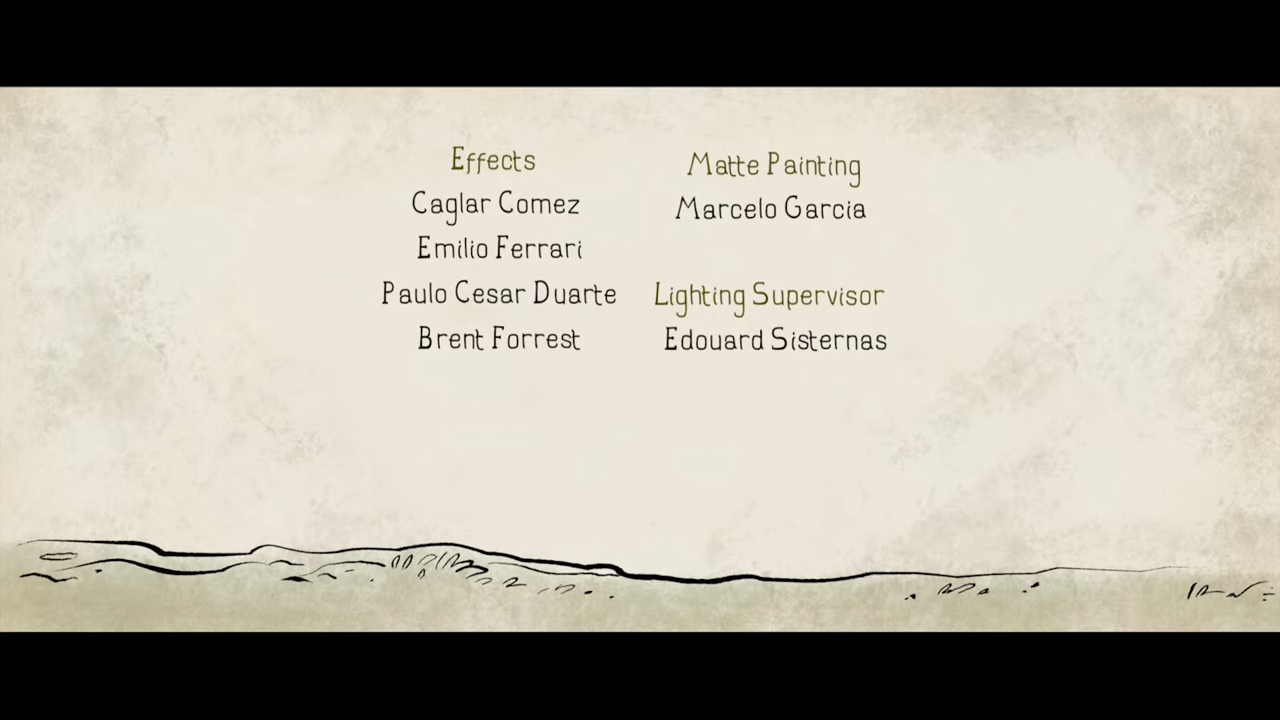 Effects
Caglar Comez
Emilio Ferrari
Paulo Cesar Duarte
Brent Forrest
Matte Painting
Marcelo Garcia
Lighting Supervisor
Edouard Sisternas